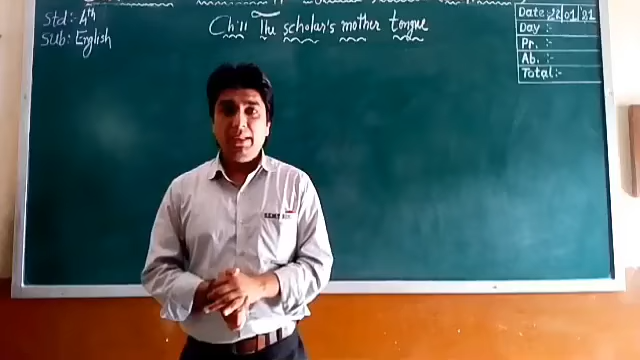 Std:- 4th
Sub: English
Ch:11 The scholar's mother tongue
Date:- 22 01 '21
Day :-
Pr. :-
Ab. :-
Total:-